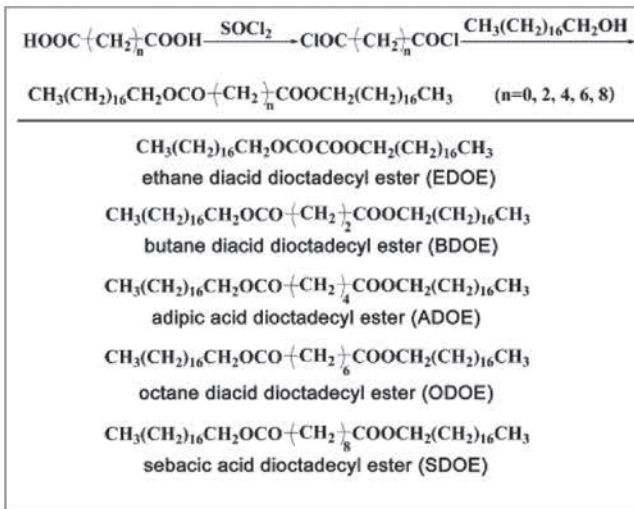 HOOC(CH₂)ₙCOOH SOCl₂ ClOC(CH₂)ₙCOCl CH₃(CH₂)₁₆CH₂OH
CH₃(CH₂)₁₆CH₂OCO(CH₂)ₙCOOCH₂(CH₂)₁₆CH₃ (n=0, 2, 4, 6, 8)
CH₃(CH₂)₁₆CH₂OCOCOOCH₂(CH₂)₁₆CH₃
ethane diacid dioctadecyl ester (EDOE)
CH₃(CH₂)₁₆CH₂OCO(CH₂)₂COOCH₂(CH₂)₁₆CH₃
butane diacid dioctadecyl ester (BDOE)
CH₃(CH₂)₁₆CH₂OCO(CH₂)₄COOCH₂(CH₂)₁₆CH₃
adipic acid dioctadecyl ester (ADOE)
CH₃(CH₂)₁₆CH₂OCO(CH₂)₆COOCH₂(CH₂)₁₆CH₃
octane diacid dioctadecyl ester (ODOE)
CH₃(CH₂)₁₆CH₂OCO(CH₂)₈COOCH₂(CH₂)₁₆CH₃
sebacic acid dioctadecyl ester (SDOE)